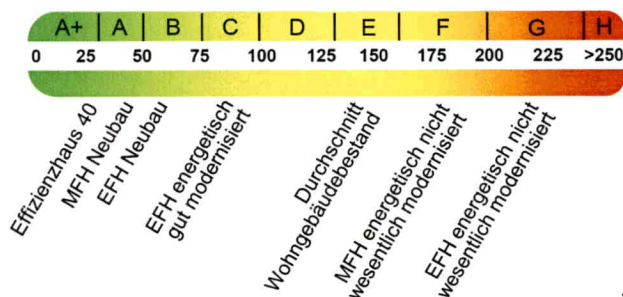 A+ A B C D E F G H
0 25 50 75 100 125 150 175 200 225 >250
Effizienzhaus 40
MFH Neubau
EFH Neubau
EFH energetisch
gut modernisiert
Durchschnitt
Wohngebäudebestand
MFH energetisch nicht
wesentlich modernisiert
EFH energetisch nicht
wesentlich modernisiert